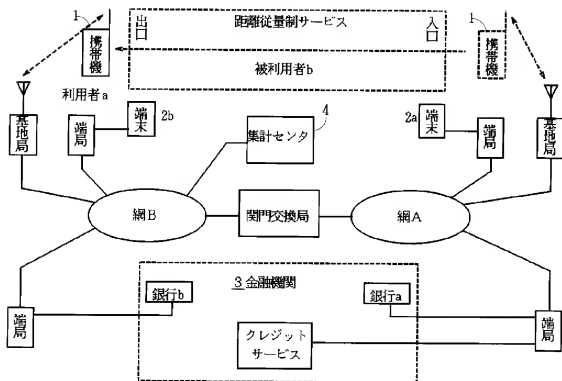 1
携帯機
出口
距離従量制サービス
入口
1
携帯機
被利用者b
利用者a
基地局
端局
端末
2b
集計センタ
4
2a
端末
端局
基地局
網B
関門交換局
網A
3 金融機関
銀行b
銀行a
端局
クレジット
サービス
端局